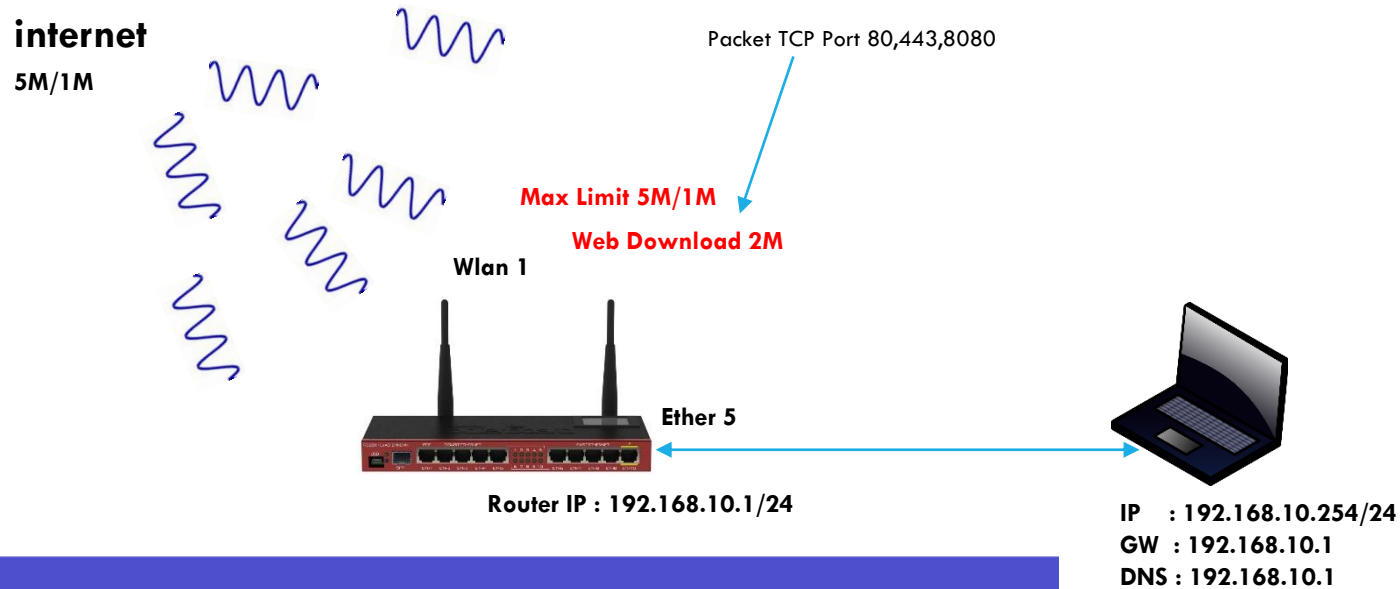 internet
5M/1M
Packet TCP Port 80,443,8080
Max Limit 5M/1M
Web Download 2M
Wlan 1
Ether 5
Router IP : 192.168.10.1/24
IP : 192.168.10.254/24
GW : 192.168.10.1
DNS : 192.168.10.1